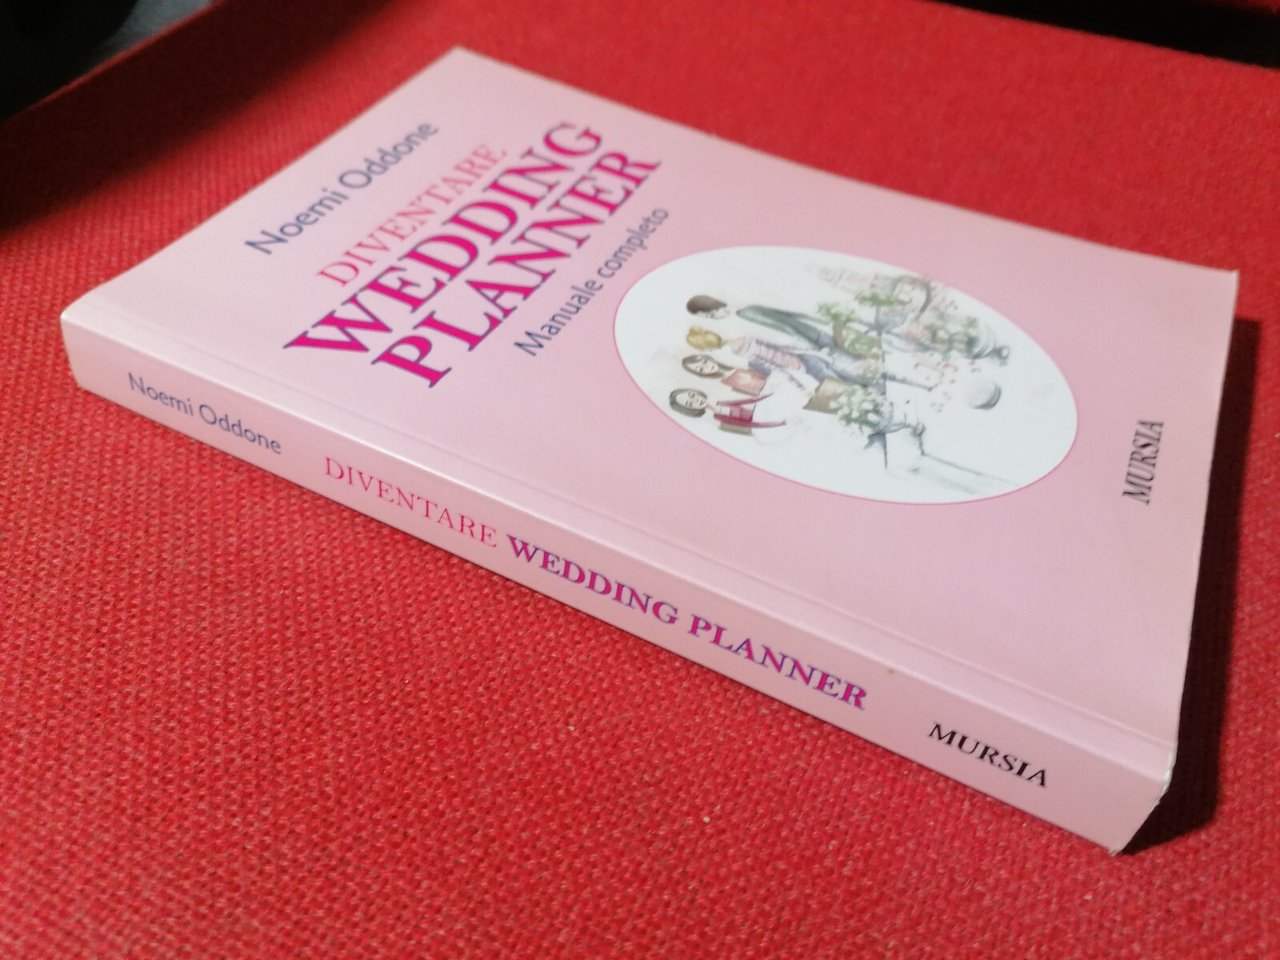 Noemi Oddone
DIVENTARE
WEDDING
PLANNER
Manuale completo
MURSIA
Noemi Oddone DIVENTARE WEDDING PLANNER MURSIA